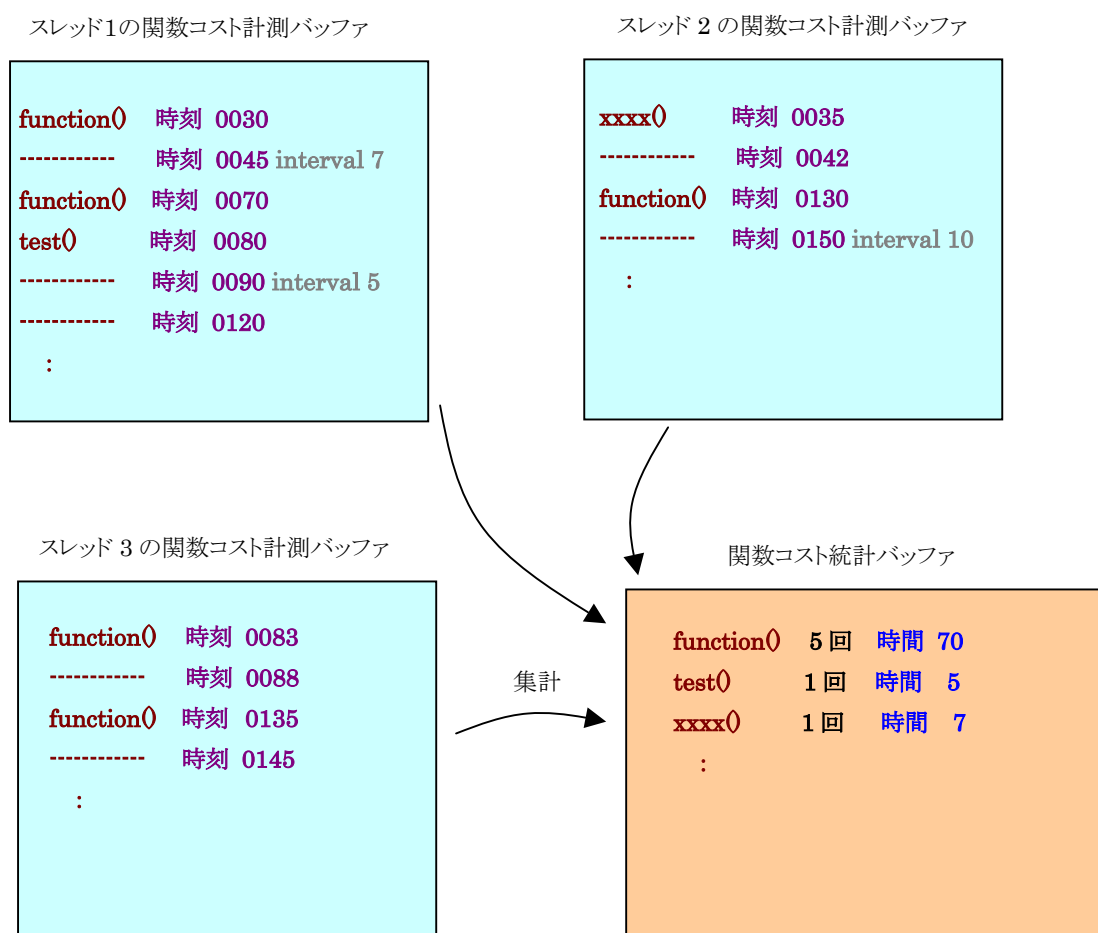 スレッド1の関数コスト計測バッファ
function() 時刻 0030
------------ 時刻 0045 interval 7
function() 時刻 0070
test() 時刻 0080
------------ 時刻 0090 interval 5
------------ 時刻 0120
:
スレッド 2 の関数コスト計測バッファ
xxxx() 時刻 0035
------------ 時刻 0042
function() 時刻 0130
------------ 時刻 0150 interval 10
:
スレッド 3 の関数コスト計測バッファ
function() 時刻 0083
------------ 時刻 0088
function() 時刻 0135
------------ 時刻 0145
:
集計
関数コスト統計バッファ
function() 5 回 時間 70
test() 1 回 時間 5
xxxx() 1 回 時間 7
: